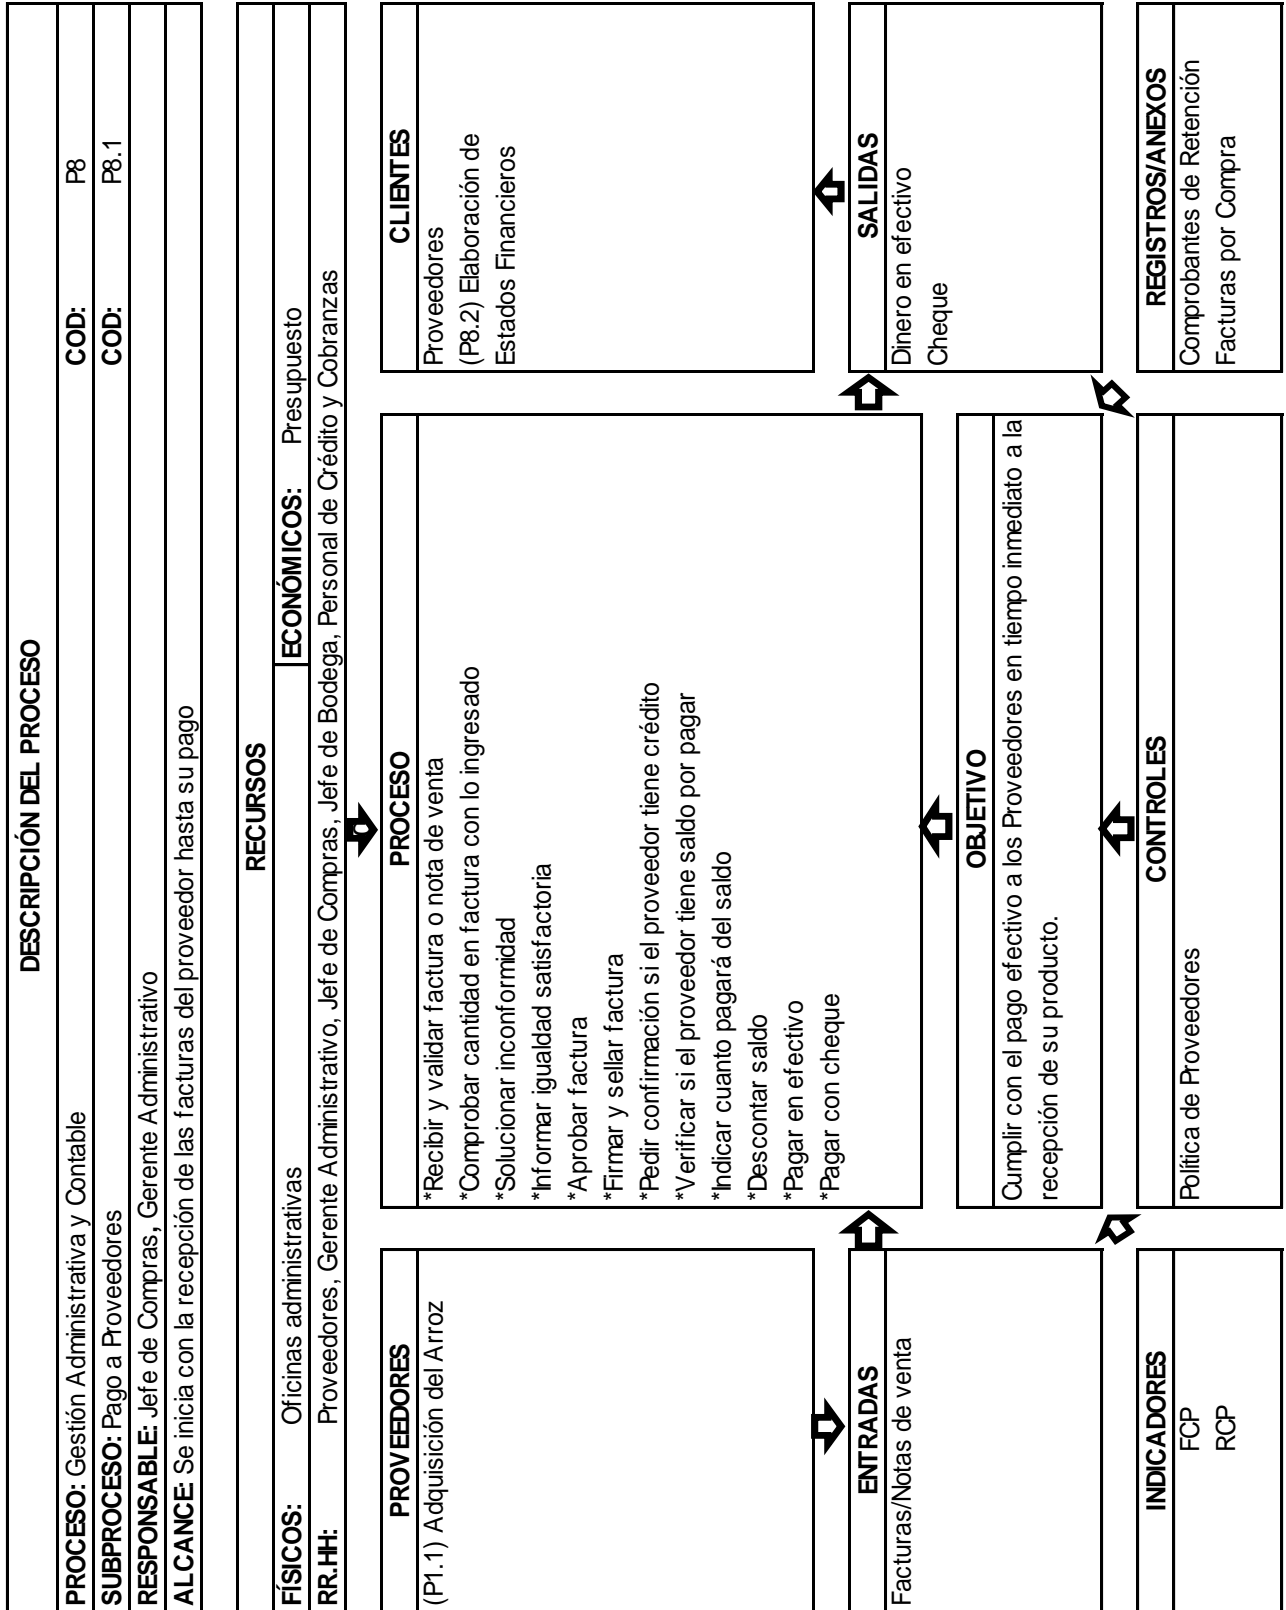 DESCRIPCIÓN DEL PROCESO
PROCESO: Gestión Administrativa y Contable COD: P8
SUBPROCESO: Pago a Proveedores COD: P8.1
RESPONSABLE: Jefe de Compras, Gerente Administrativo
ALCANCE: Se inicia con la recepción de las facturas del proveedor hasta su pago
RECURSOS
FÍSICOS: Oficinas administrativas ECONÓMICOS: Presupuesto
RR.HH: Proveedores, Gerente Administrativo, Jefe de Compras, Jefe de Bodega, Personal de Crédito y Cobranzas
PROVEEDORES
(P1.1) Adquisición del Arroz
PROCESO
*Recibir y validar factura o nota de venta
*Comprobar cantidad en factura con lo ingresado
*Solucionar inconformidad
*Informar igualdad satisfactoria
*Aprobar factura
*Firmar y sellar factura
*Pedir confirmación si el proveedor tiene crédito
*Verificar si el proveedor tiene saldo por pagar
*Indicar cuanto pagará del saldo
*Descontar saldo
*Pagar en efectivo
*Pagar con cheque
CLIENTES
Proveedores
(P8.2) Elaboración de
Estados Financieros
ENTRADAS
Facturas/Notas de venta
SALIDAS
Dinero en efectivo
Cheque
OBJETIVO
Cumplir con el pago efectivo a los Proveedores en tiempo inmediato a la
recepción de su producto.
INDICADORES
FCP
RCP
CONTROLES
Política de Proveedores
REGISTROS/ANEXOS
Comprobantes de Retención
Facturas por Compra